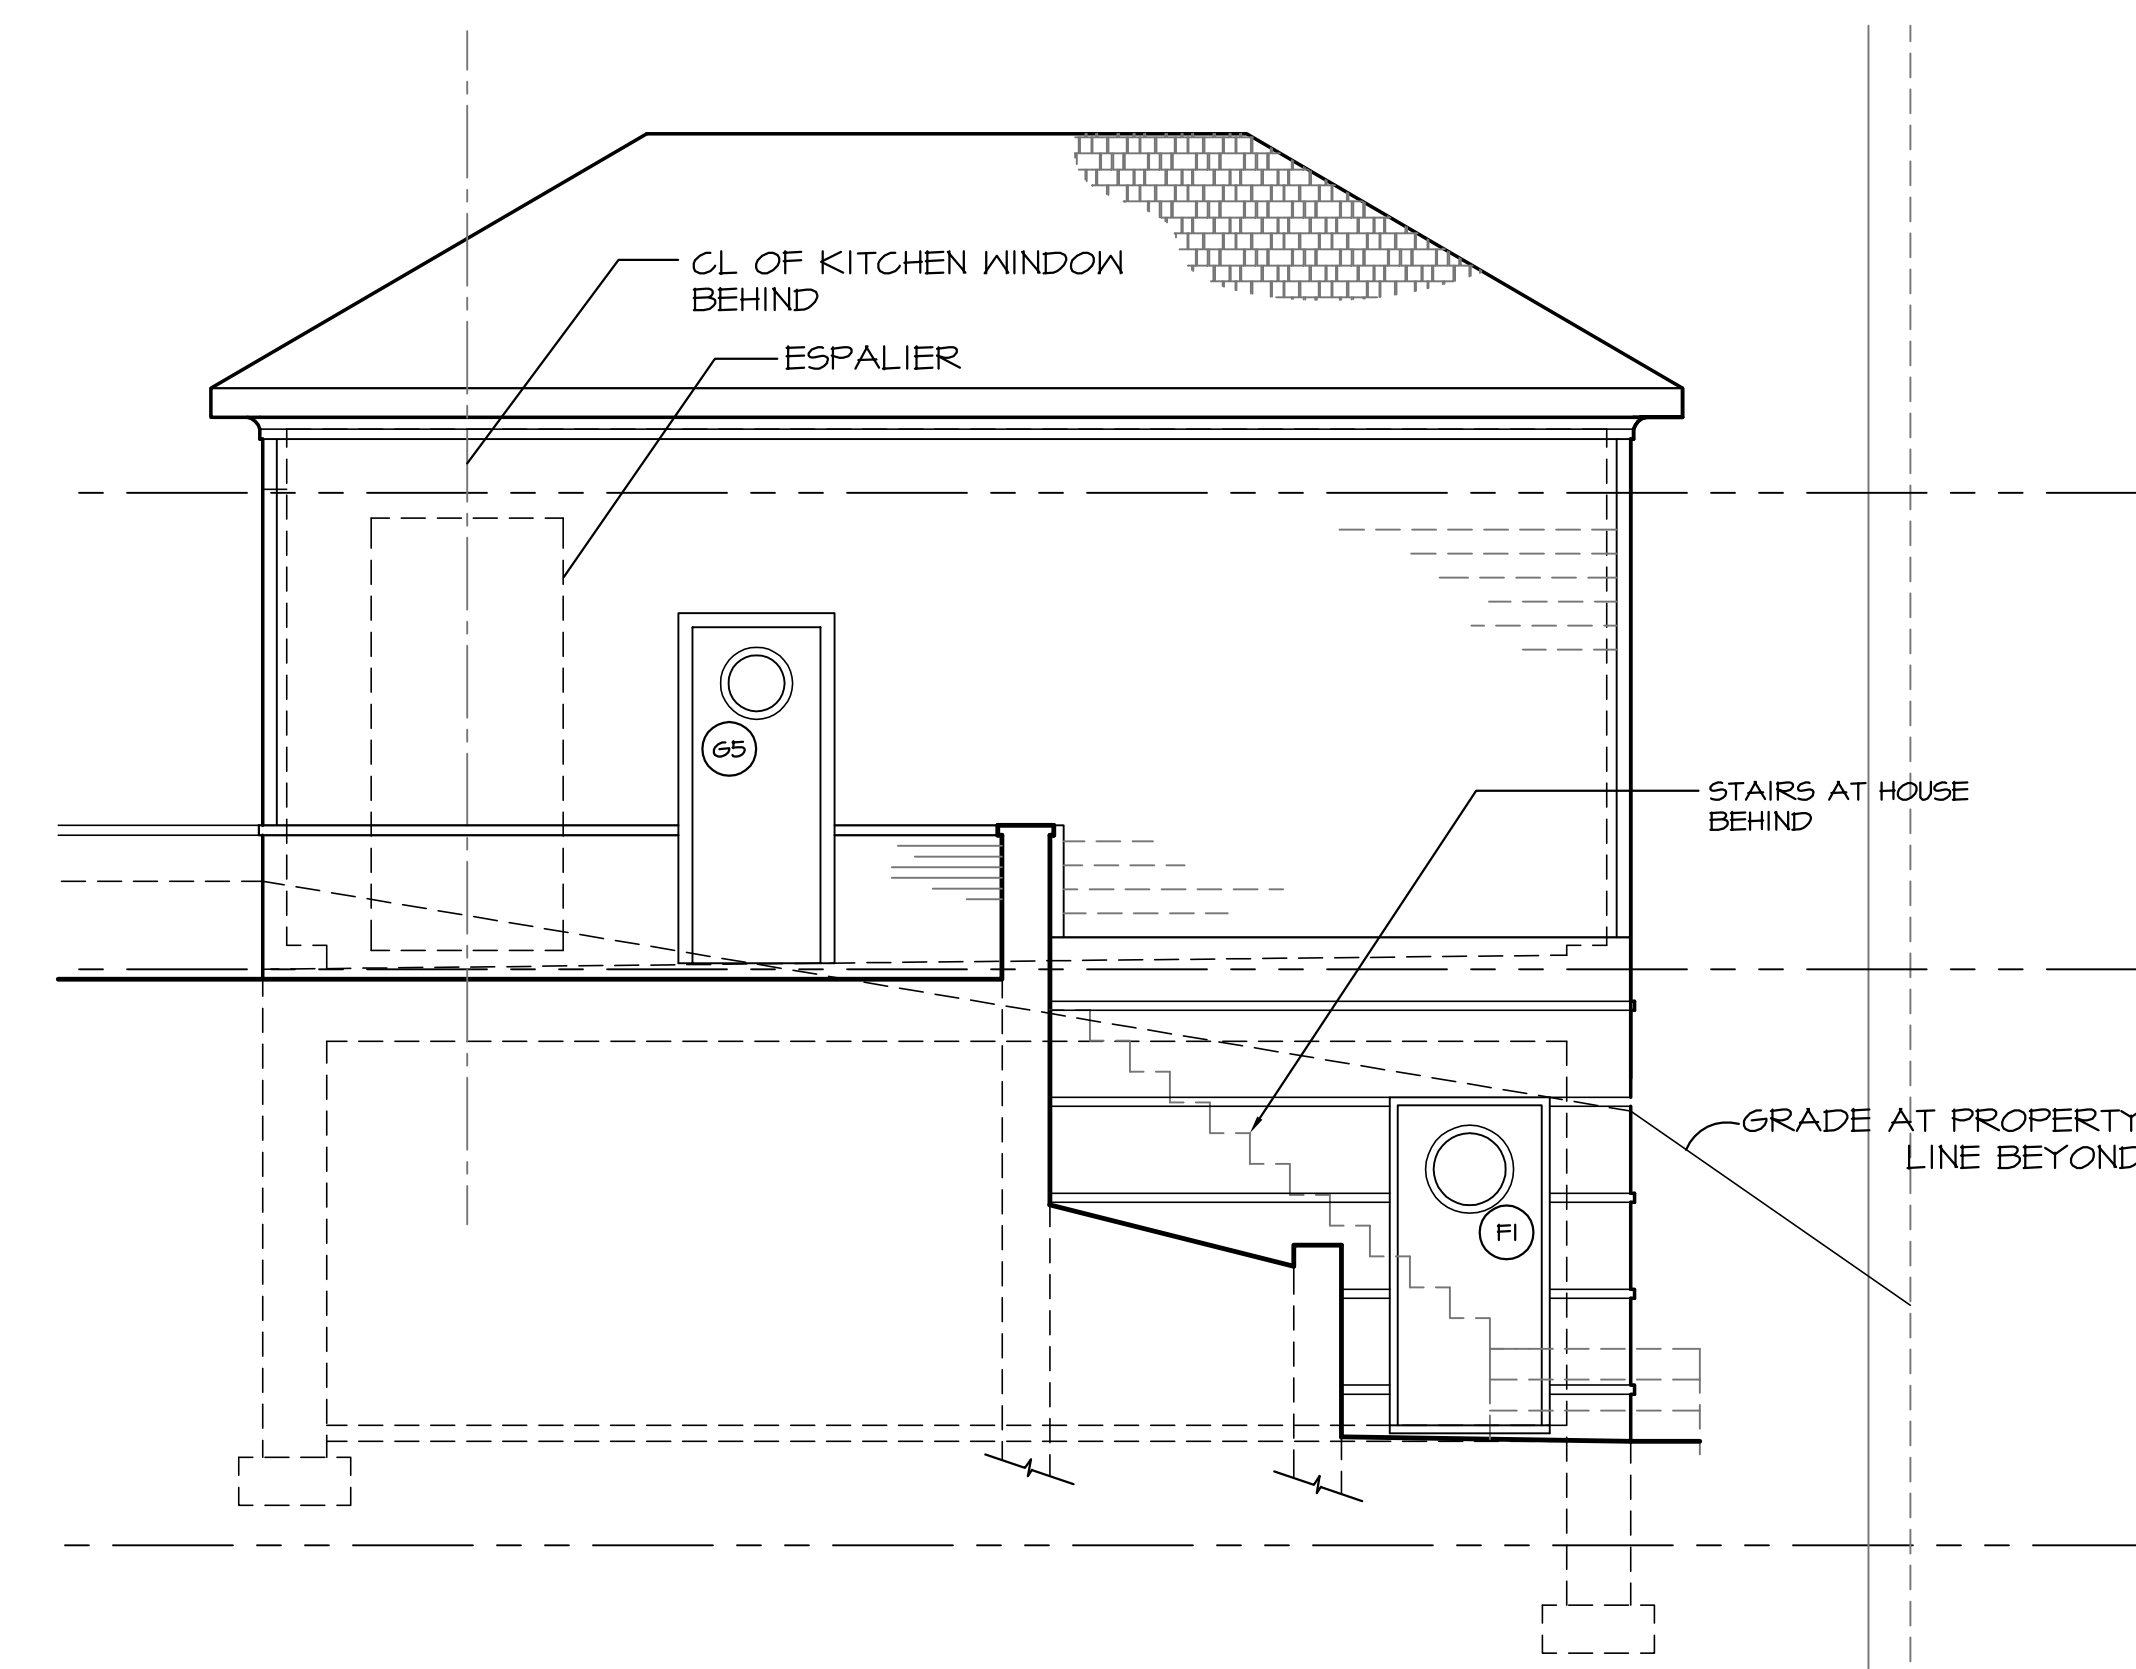 CL OF KITCHEN WINDOW
BEHIND
ESPALIER
G5
STAIRS AT HOUSE
BEHIND
GRADE AT PROPERTY
LINE BEYOND
F1